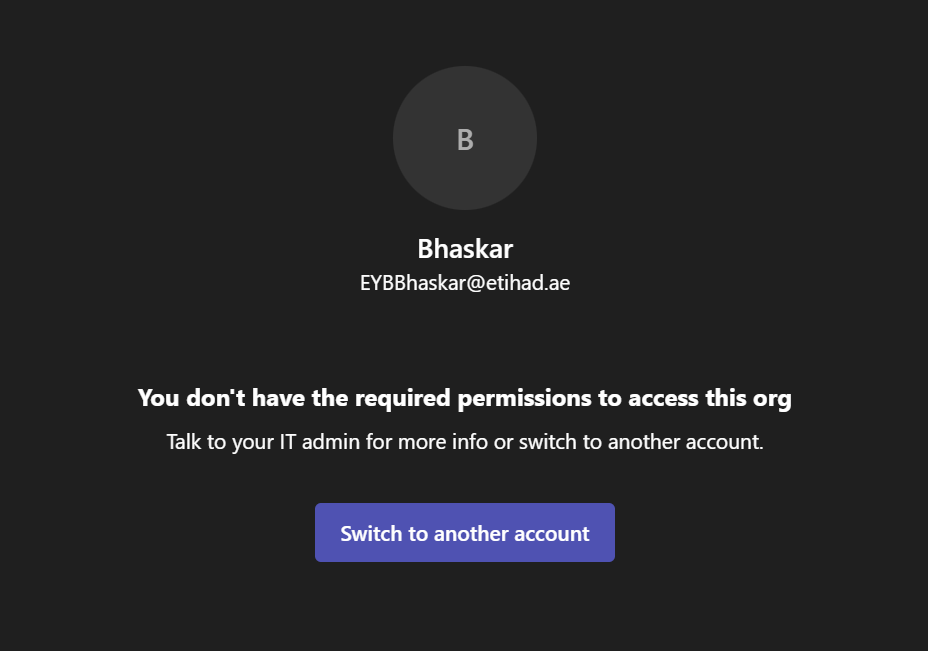 B
Bhaskar
EYBBhaskar@etihad.ae
You don't have the required permissions to access this org
Talk to your IT admin for more info or switch to another account.
Switch to another account